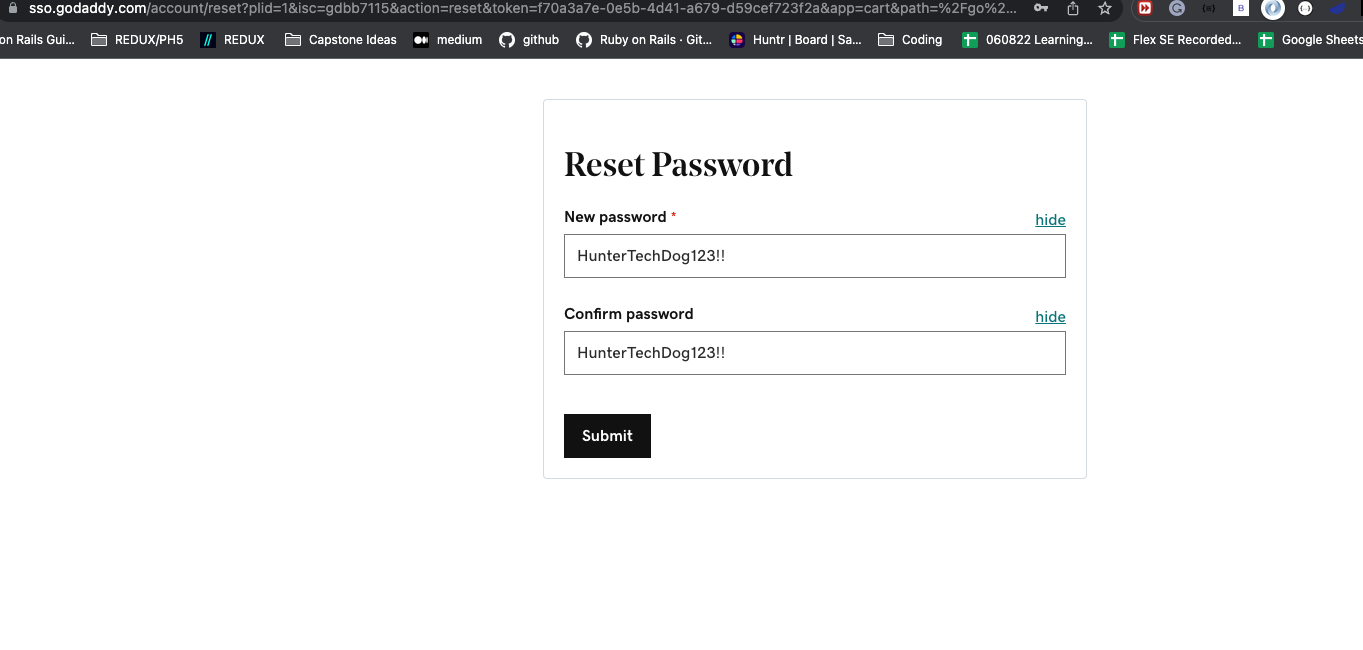 sso.godaddy.com/account/reset?plid=1&isc=gdbb7115&action=reset&token=f70a3a7e-0e5b-4d41-a679-d59cef723f2a&app=cart&path=%2Fgo%2...
on Rails Gui... REDUX/PH5 REDUX Capstone Ideas medium github Ruby on Rails · Git... Huntr | Board | Sa... Coding 060822 Learning... Flex SE Recorded... Google Sheets
Reset Password
New password * hide
HunterTechDog123!!
Confirm password hide
HunterTechDog123!!
Submit